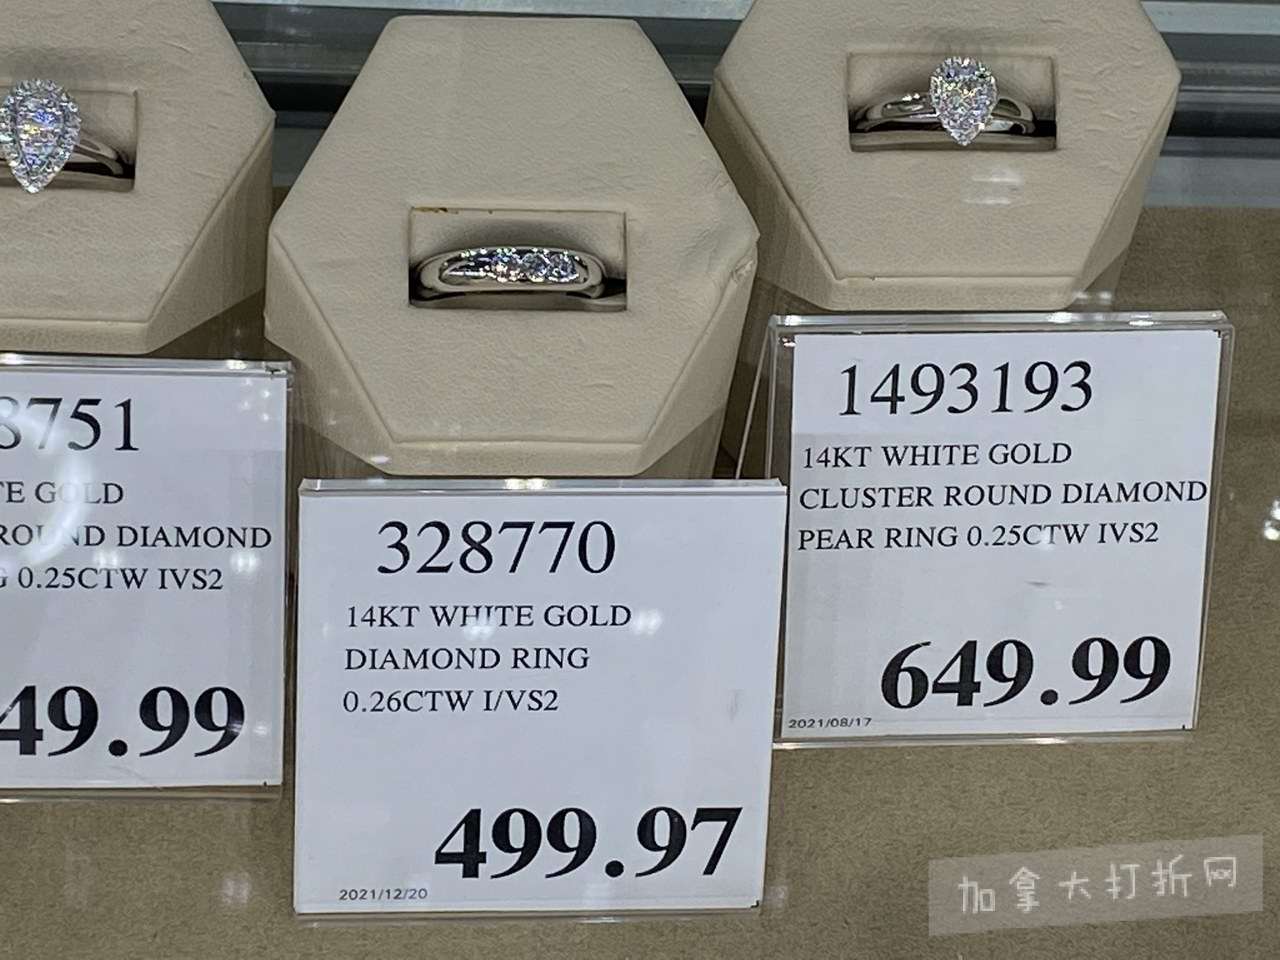 8751
GOLD
ROUND DIAMOND
0.25CTW IVS2
49.99
328770
14KT WHITE GOLD
DIAMOND RING
0.26CTW I/VS2
499.97
2021/12/20
1493193
14KT WHITE GOLD
CLUSTER ROUND DIAMOND
PEAR RING 0.25CTW IVS2
649.99
2021/08/17
加拿大打折网